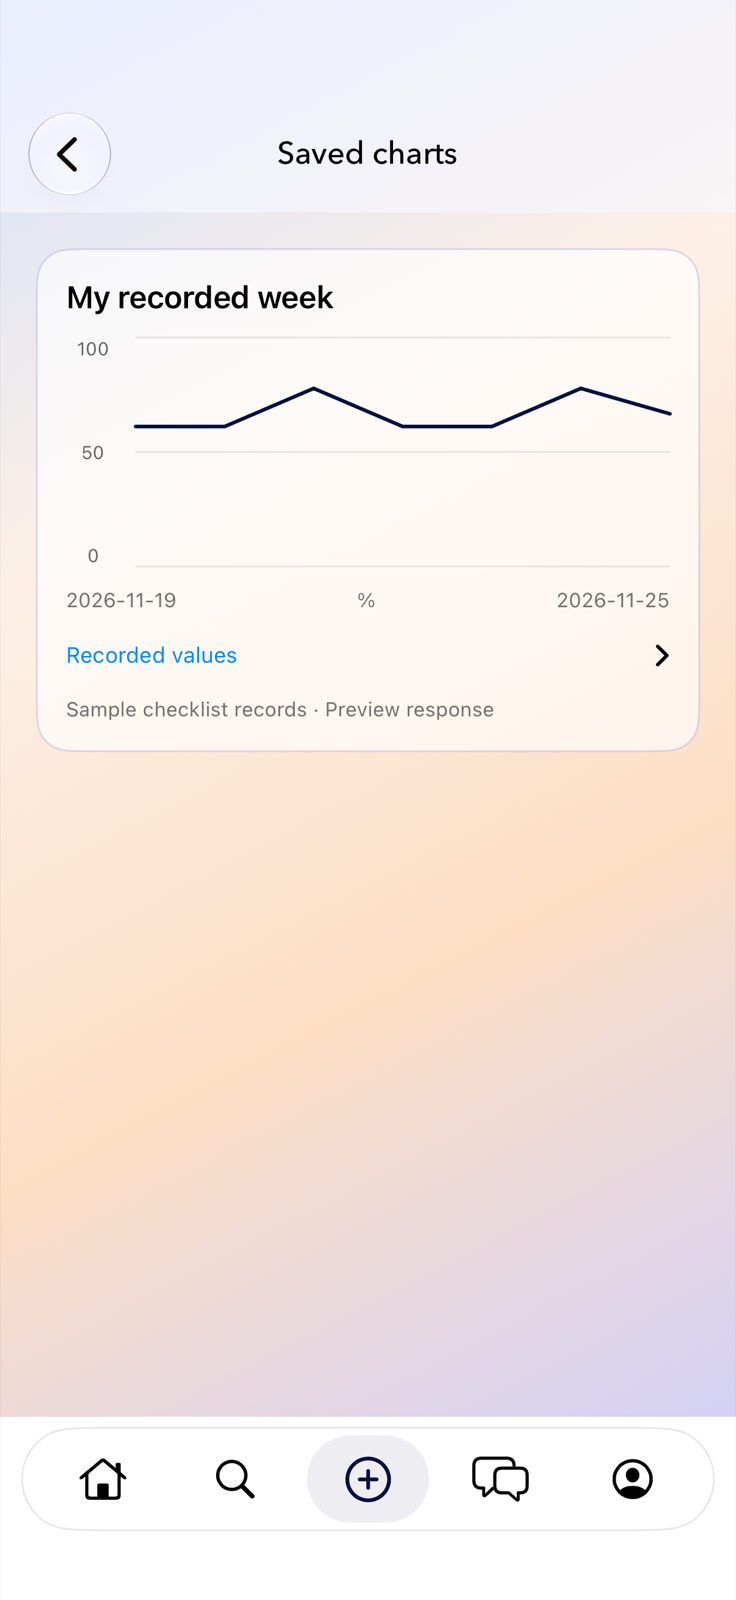 Saved charts
My recorded week
100
50
0
2026-11-19 % 2026-11-25
Recorded values
Sample checklist records · Preview response